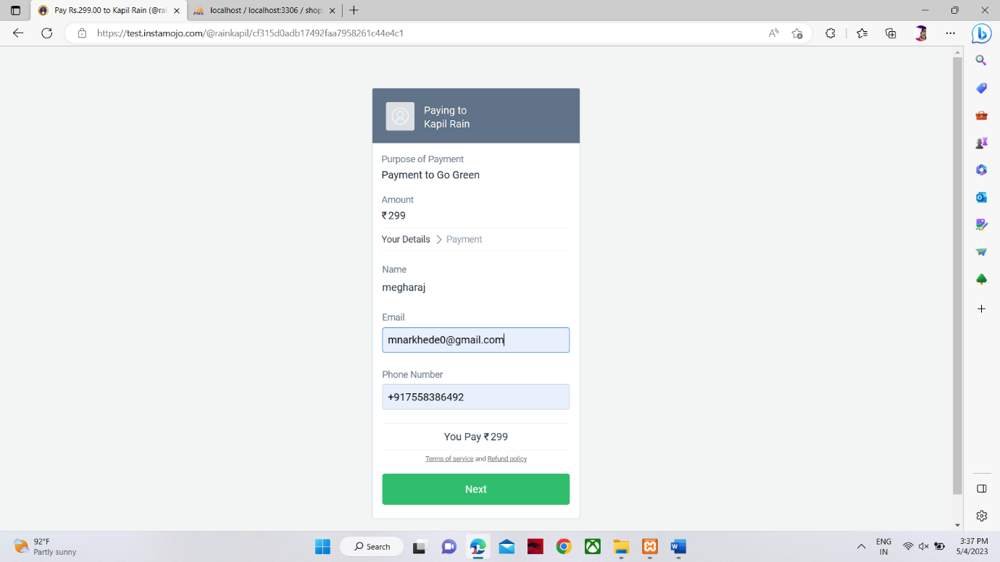 Pay Rs.299.00 to Kapil Rain (@rai
localhost / localhost:3306 / shop
https://test.instamojo.com/@rainkapil/cf315d0adb17492faa7958261c44e4c1
Paying to
Kapil Rain
Purpose of Payment
Payment to Go Green
Amount
₹299
Your Details > Payment
Name
megharaj
Email
mnarkhede0@gmail.com
Phone Number
+917558386492
You Pay ₹299
Terms of service and Refund policy
Next
92°F
Partly sunny
Search
ENG
IN
3:37 PM
5/4/2023